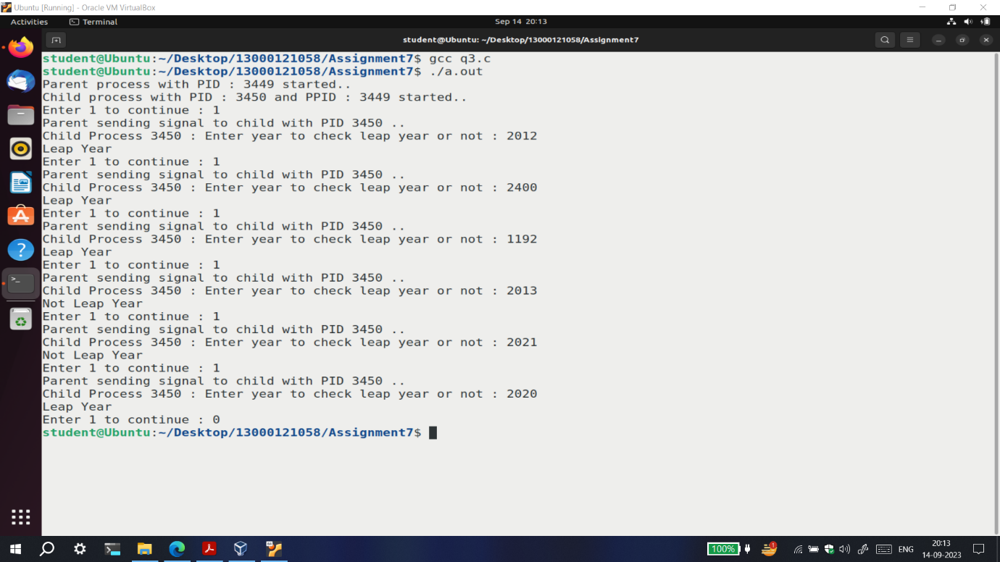 Ubuntu [Running] - Oracle VM VirtualBox
Activities Terminal Sep 14 20:13
student@Ubuntu: ~/Desktop/13000121058/Assignment7
student@Ubuntu:~/Desktop/13000121058/Assignment7$ gcc q3.c
student@Ubuntu:~/Desktop/13000121058/Assignment7$ ./a.out
Parent process with PID : 3449 started..
Child process with PID : 3450 and PPID : 3449 started..
Enter 1 to continue : 1
Parent sending signal to child with PID 3450 ..
Child Process 3450 : Enter year to check leap year or not : 2012
Leap Year
Enter 1 to continue : 1
Parent sending signal to child with PID 3450 ..
Child Process 3450 : Enter year to check leap year or not : 2400
Leap Year
Enter 1 to continue : 1
Parent sending signal to child with PID 3450 ..
Child Process 3450 : Enter year to check leap year or not : 1192
Leap Year
Enter 1 to continue : 1
Parent sending signal to child with PID 3450 ..
Child Process 3450 : Enter year to check leap year or not : 2013
Not Leap Year
Enter 1 to continue : 1
Parent sending signal to child with PID 3450 ..
Child Process 3450 : Enter year to check leap year or not : 2021
Not Leap Year
Enter 1 to continue : 1
Parent sending signal to child with PID 3450 ..
Child Process 3450 : Enter year to check leap year or not : 2020
Leap Year
Enter 1 to continue : 0
student@Ubuntu:~/Desktop/13000121058/Assignment7$
100% 1 ENG 20:13
14-09-2023